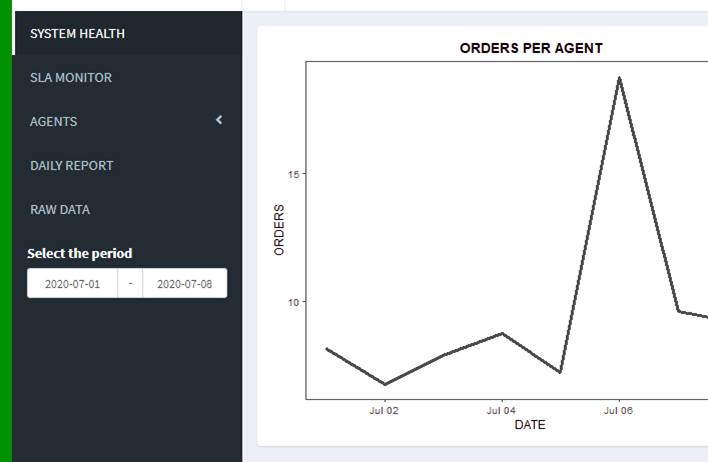 SYSTEM HEALTH
SLA MONITOR
AGENTS
DAILY REPORT
RAW DATA
Select the period
2020-07-01 - 2020-07-08
ORDERS PER AGENT
ORDERS
15
10
Jul 02 Jul 04 Jul 06
DATE